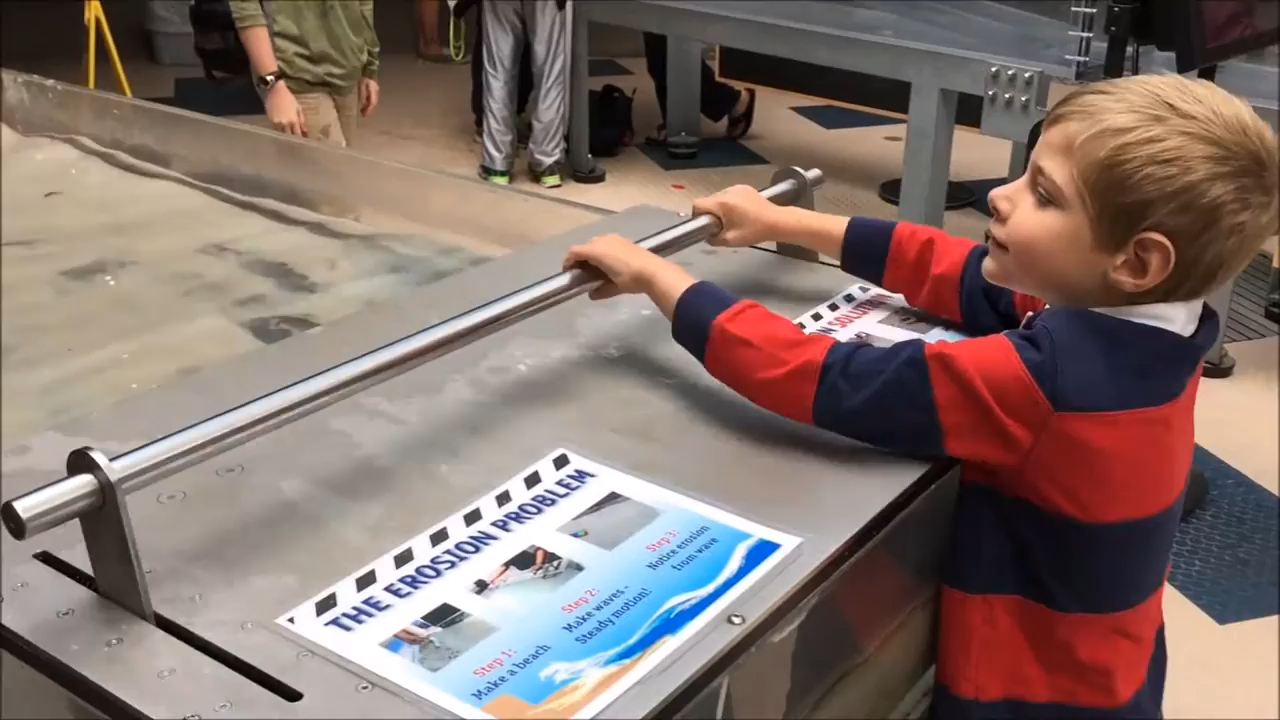 THE EROSION PROBLEM
Step 1:
Make a beach
Step 2:
Make waves -
Steady motion!
Step 3:
Notice erosion
from wave
SOLUTION